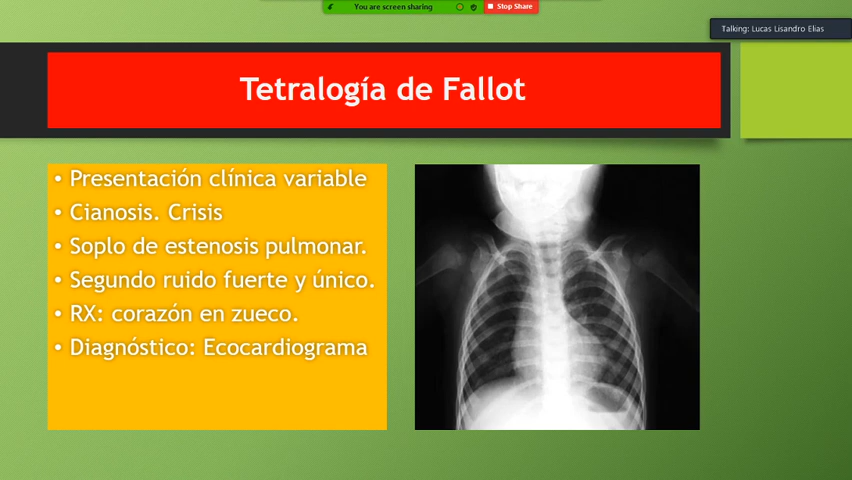 You are screen sharing
Stop Share
Talking: Lucas Lisandro Elias
Tetralogía de Fallot
• Presentación clínica variable
• Cianosis. Crisis
• Soplo de estenosis pulmonar.
• Segundo ruido fuerte y único.
• RX: corazón en zueco.
• Diagnóstico: Ecocardiograma